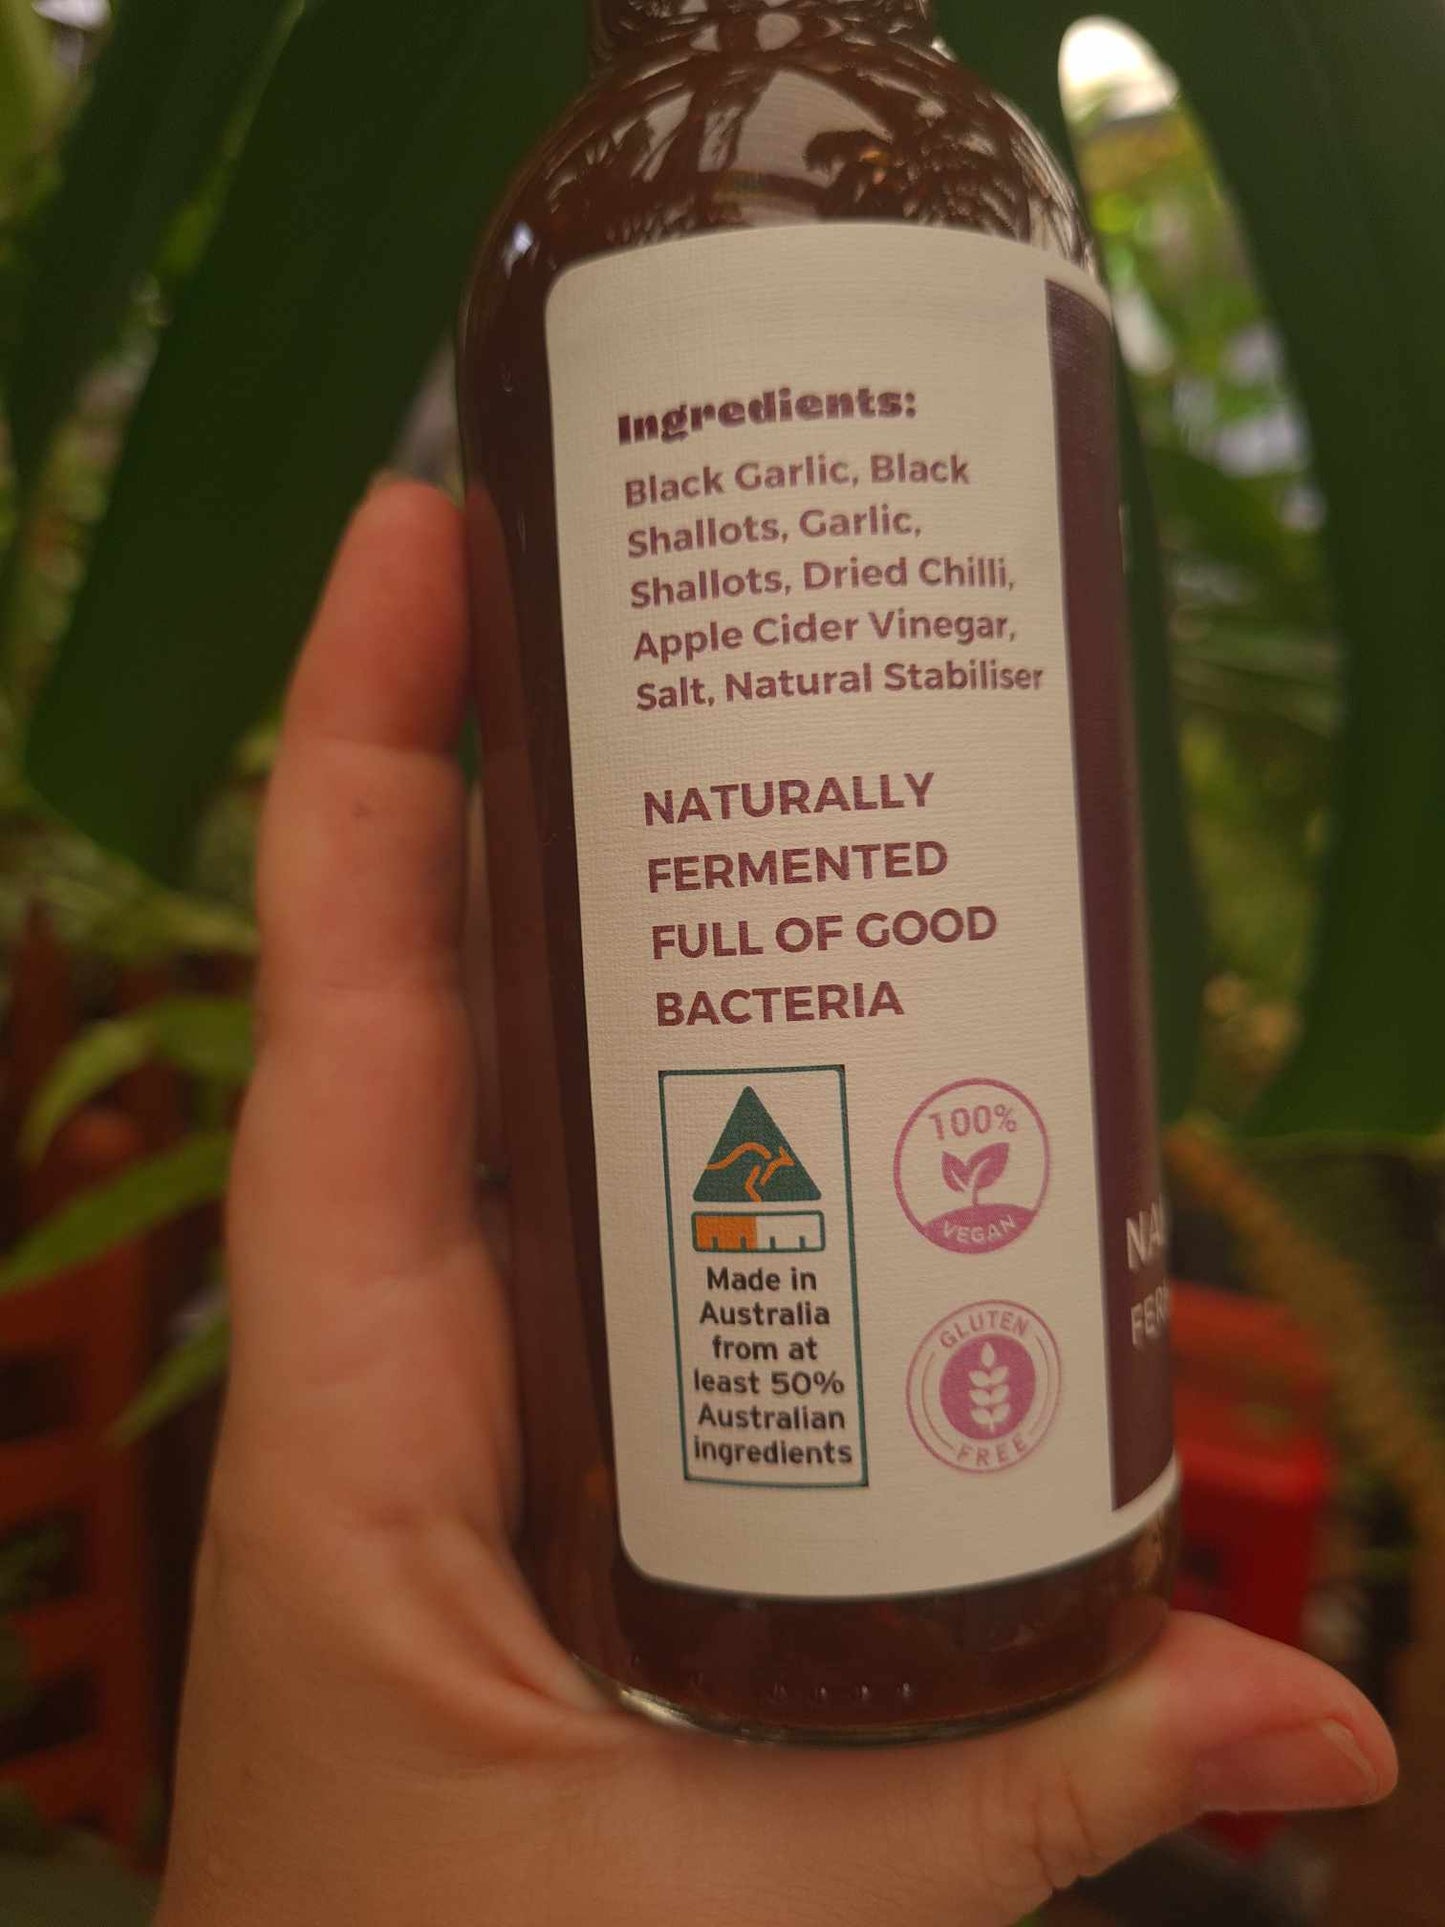 Ingredients:
Black Garlic, Black
Shallots, Garlic,
Shallots, Dried Chilli,
Apple Cider Vinegar,
Salt, Natural Stabiliser
NATURALLY
FERMENTED
FULL OF GOOD
BACTERIA
Made in
Australia
from at
least 50%
Australian
ingredients
100%
VEGAN
GLUTEN
FREE